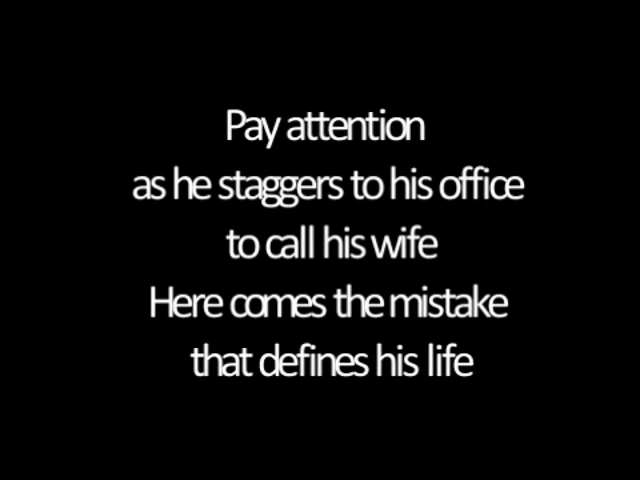 Pay attention
as he staggers to his office
to call his wife
Here comes the mistake
that defines his life